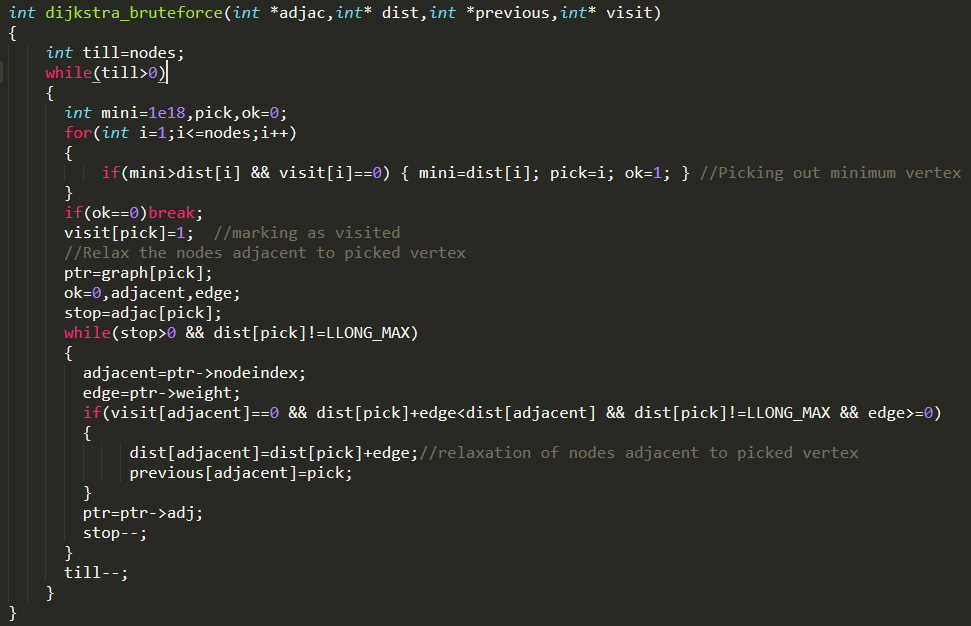 int dijkstra_bruteforce(int *adjac,int* dist,int *previous,int* visit)
{
int till=nodes;
while(till>0)
{
int mini=1e18,pick,ok=0;
for(int i=1;i<=nodes;i++)
{
if(mini>dist[i] && visit[i]==0) { mini=dist[i]; pick=i; ok=1; } //Picking out minimum vertex
}
if(ok==0)break;
visit[pick]=1;  //marking as visited
//Relax the nodes adjacent to picked vertex
ptr=graph[pick];
ok=0,adjacent,edge;
stop=adjac[pick];
while(stop>0 && dist[pick]!=LLONG_MAX)
{
adjacent=ptr->nodeindex;
edge=ptr->weight;
if(visit[adjacent]==0 && dist[pick]+edge<dist[adjacent] && dist[pick]!=LLONG_MAX && edge>=0)
{
dist[adjacent]=dist[pick]+edge;//relaxation of nodes adjacent to picked vertex
previous[adjacent]=pick;
}
ptr=ptr->adj;
stop--;
}
till--;
}
}